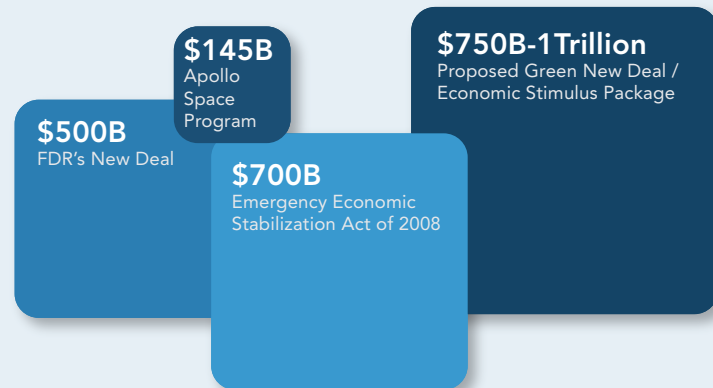 $145B
Apollo
Space
Program
$750B-1Trillion
Proposed Green New Deal /
Economic Stimulus Package
$500B
FDR's New Deal
$700B
Emergency Economic
Stabilization Act of 2008